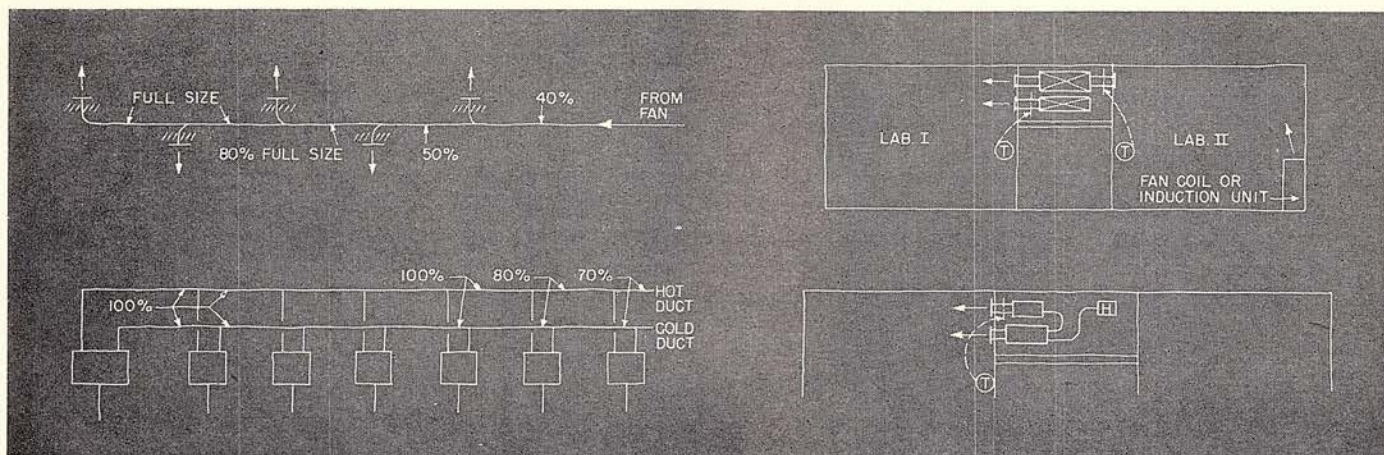 FULL SIZE
40%
FROM
FAN
80% FULL SIZE
50%
LAB. I
LAB. II
T
T
FAN COIL OR
INDUCTION UNIT
100%
80%
70%
HOT
DUCT
100%
COLD
DUCT
H
T